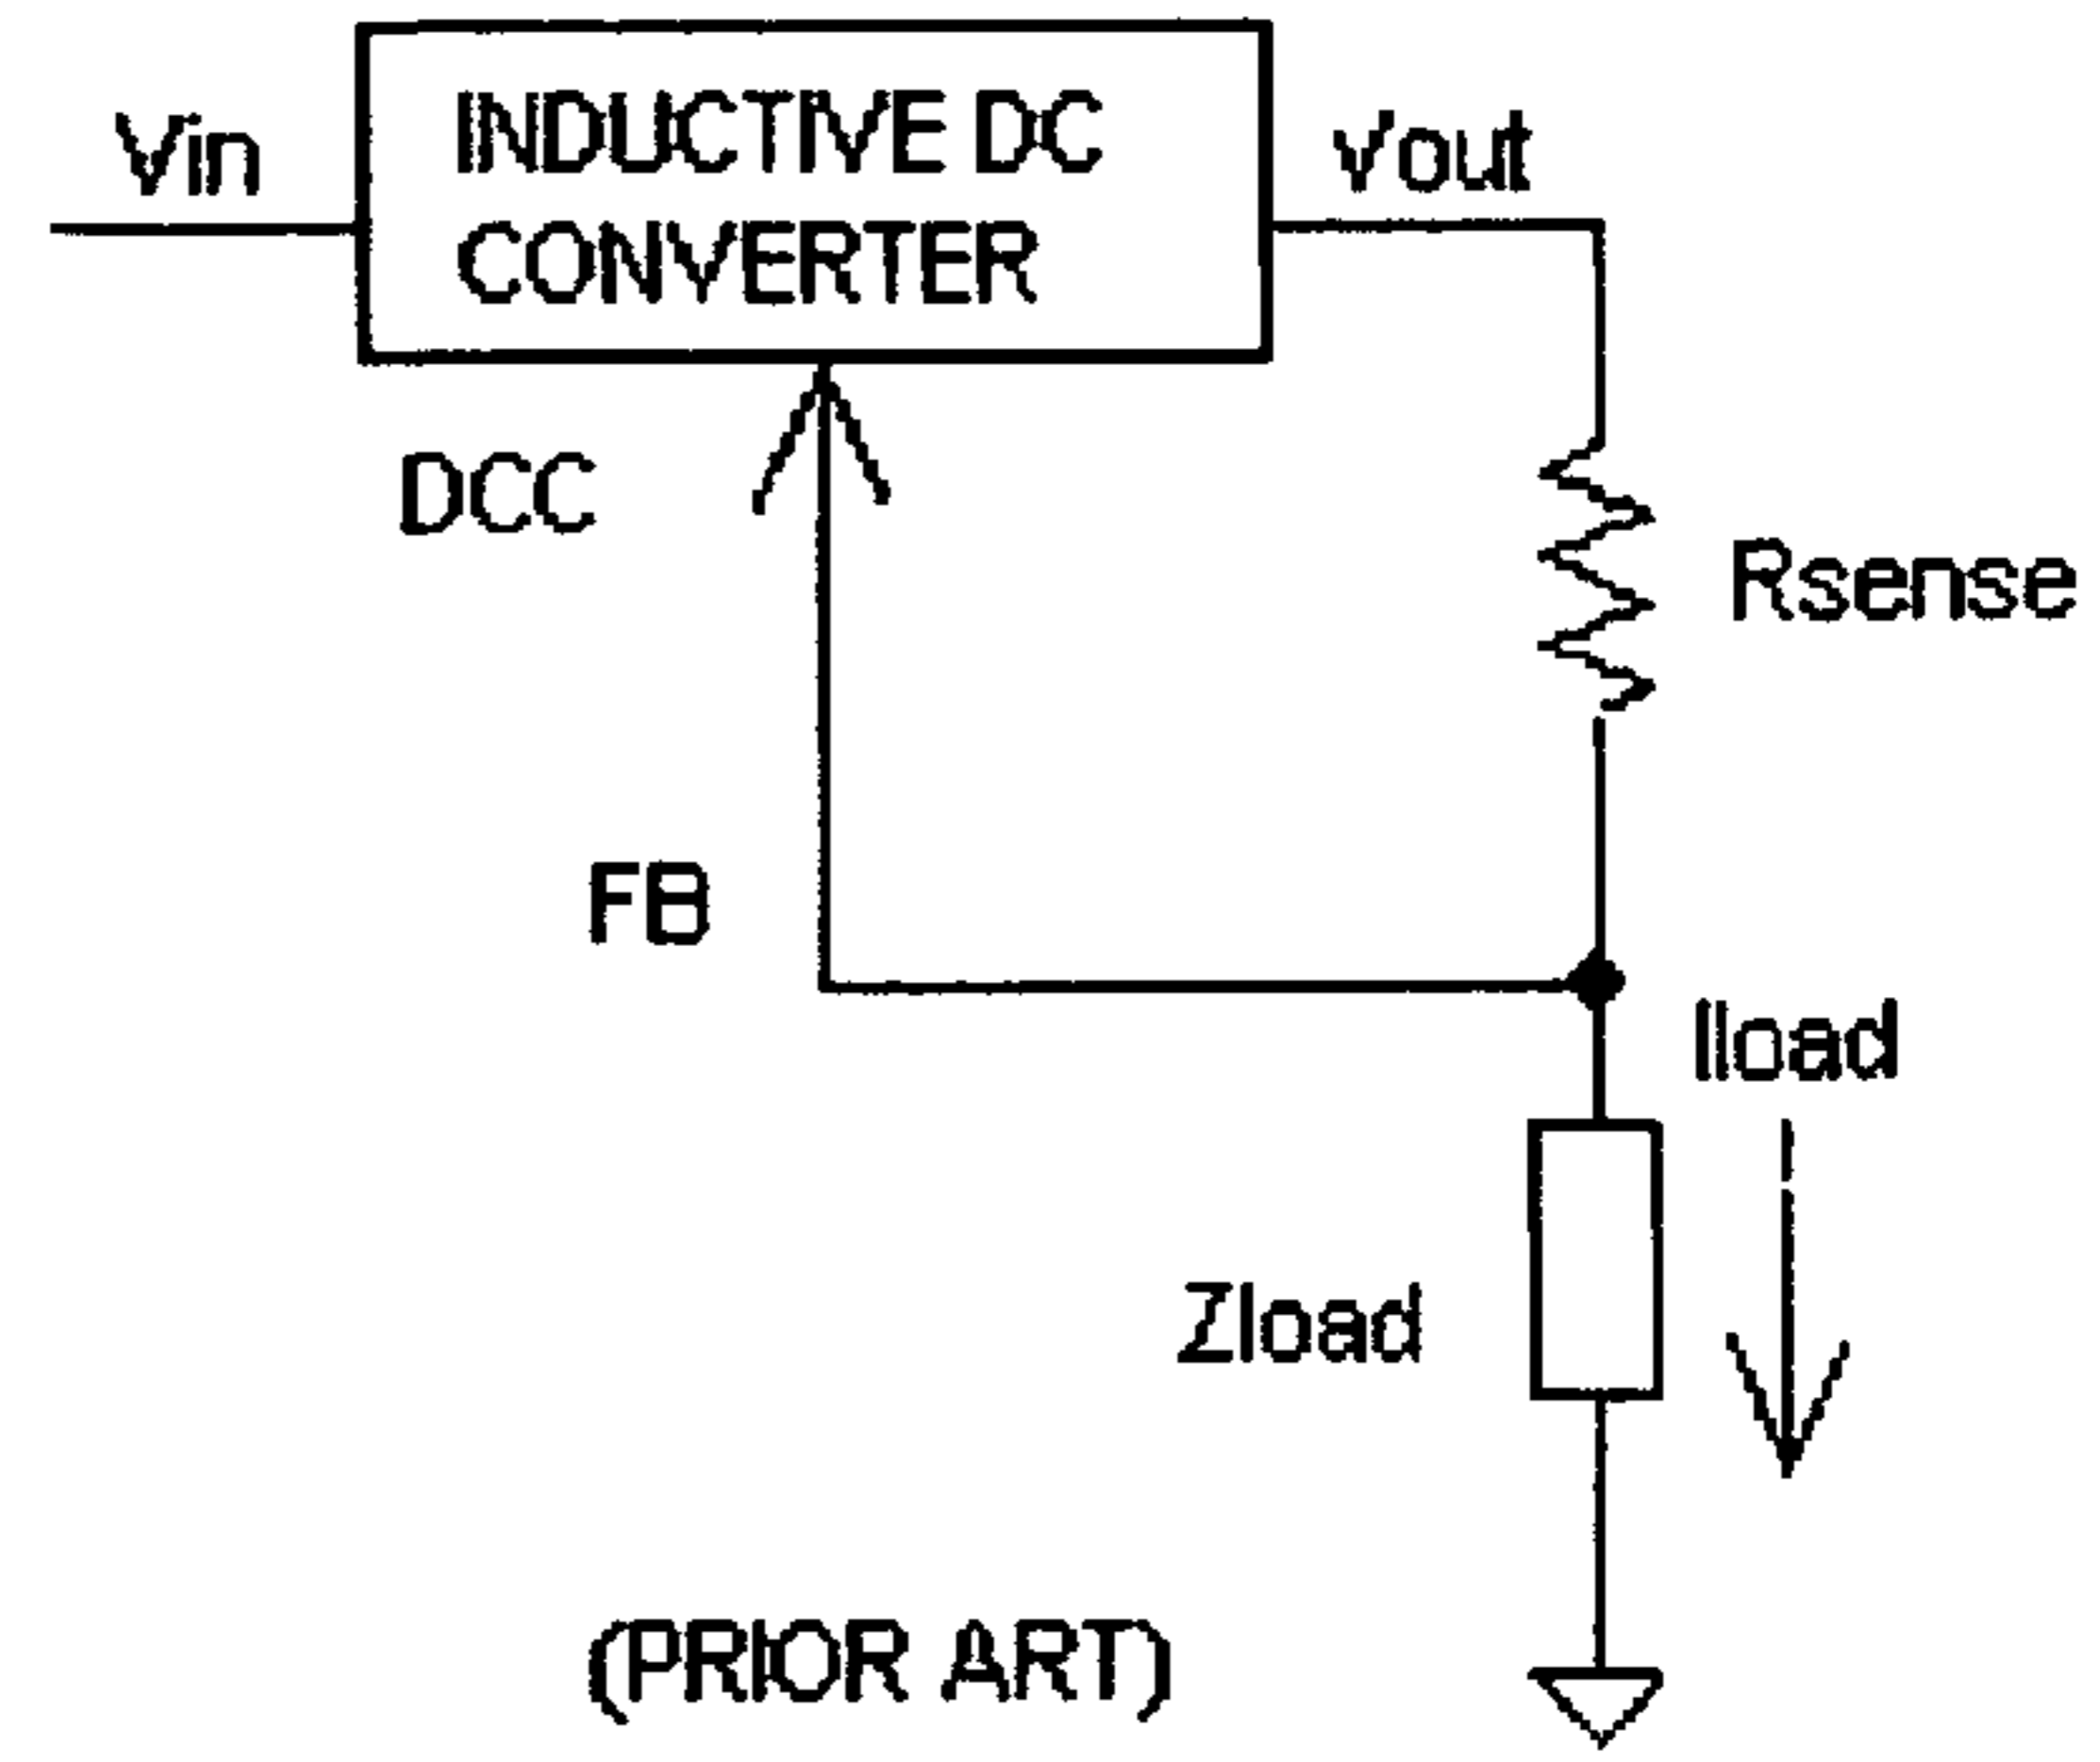 Vin
INDUCTIVE DC
CONVERTER
Vout
DCC
Rsense
FB
Iload
Zload
(PRIOR ART)